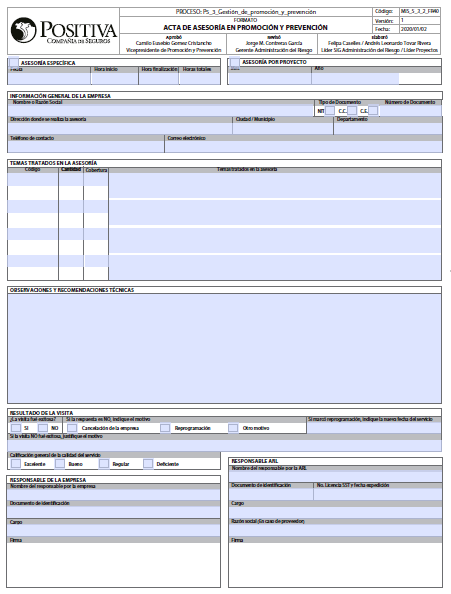 POSITIVA
COMPAÑÍA DE SEGUROS
PROCESO: Ps_3_Gestión_de_promoción_y_prevención
FORMATO
ACTA DE ASESORÍA EN PROMOCIÓN Y PREVENCIÓN
Código: MIS_5_3_2_FR40
Versión: 1
Fecha: 2020/01/02
Aprobó
Camilo Eusebio Gomez Cristancho
Vicepresidente de Promoción y Prevención
Revisó
Jorge M. Contreras García
Gerente Administración del Riesgo
Elaboró
Felipa Caselles / Andrés Leonardo Tovar Rivera
Líder SIG Administración del Riesgo / Líder Proyectos
ASESORÍA ESPECÍFICA
Fecha Hora inicio Hora finalización Horas totales
ASESORÍA POR PROYECTO
Año
INFORMACIÓN GENERAL DE LA EMPRESA
Nombre o Razón Social Tipo de Documento Número de Documento
NIT C.C. C.E.
Dirección donde se realiza la asesoría Ciudad / Municipio Departamento
Teléfono de contacto Correo electrónico
TEMAS TRATADOS EN LA ASESORÍA
Código Cantidad Cobertura Temas tratados en la asesoría
OBSERVACIONES Y RECOMENDACIONES TÉCNICAS
RESULTADO DE LA VISITA
¿La visita fue exitosa? Si la respuesta es NO, indique el motivo Si marcó reprogramación, indique la nueva fecha del servicio
SI NO Cancelación de la empresa Reprogramación Otro motivo
Si la visita NO fue exitosa, justifique el motivo
Calificación general de la calidad del servicio
Excelente Bueno Regular Deficiente
RESPONSABLE DE LA EMPRESA
Nombre del responsable por la empresa
Documento de identificación
Cargo
Firma
RESPONSABLE ARL
Nombre del responsable por la ARL
Documento de identificación No. Licencia SST y fecha expedición
Cargo
Razón social (En caso de proveedor)
Firma